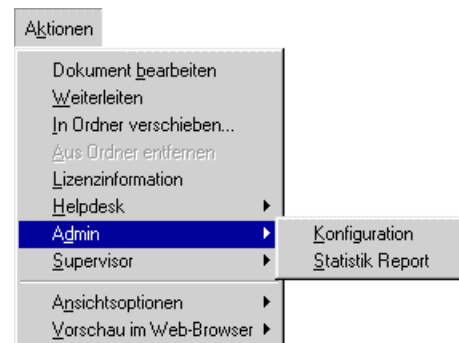 Aktionen
Dokument bearbeiten
Weiterleiten
In Ordner verschieben...
Aus Ordner entfernen
Lizenzinformation
Helpdesk
Admin
Konfiguration
Supervisor
Statistik Report
Ansichtsoptionen
Vorschau im Web-Browser